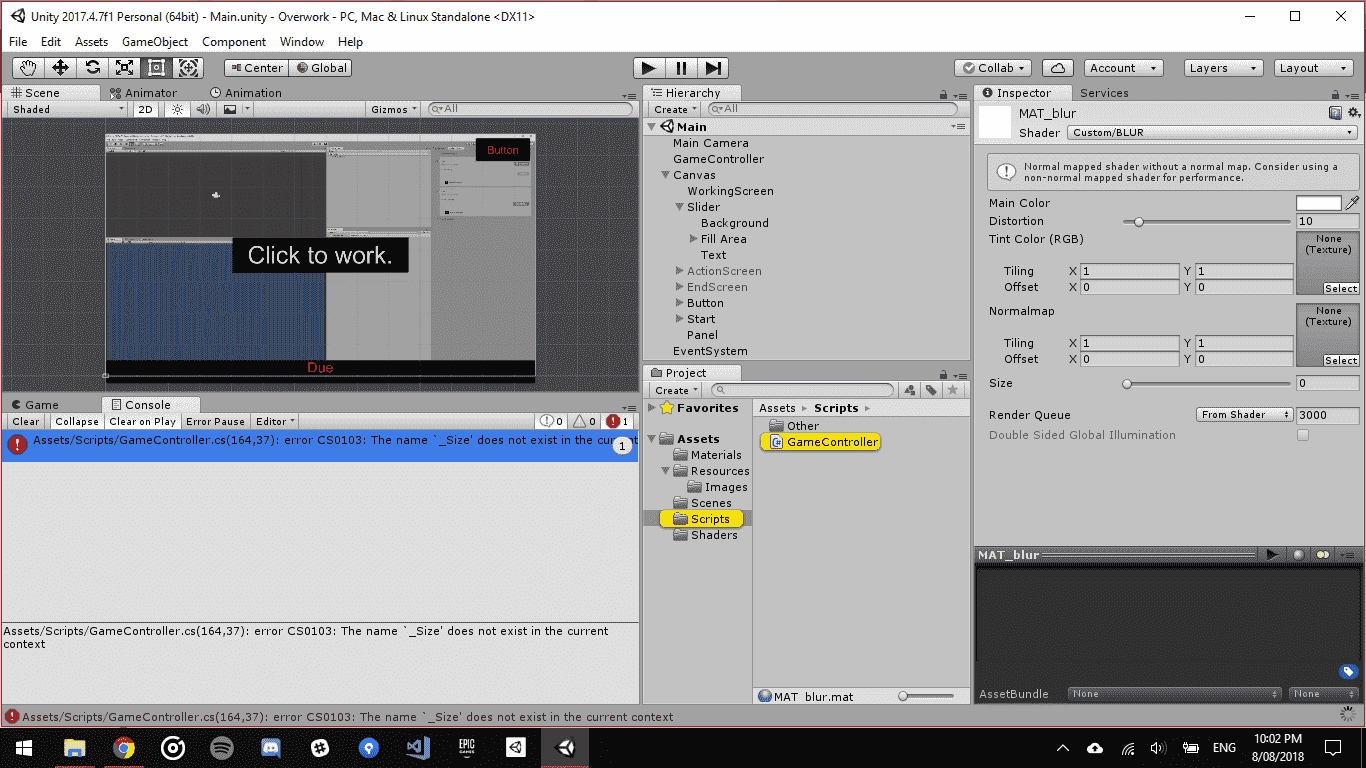 Unity 2017.4.7f1 Personal (64bit) - Main.unity - Overwork - PC, Mac & Linux Standalone <DX11>
File Edit Assets GameObject Component Window Help
Center Global
Collab Account Layers Layout
Scene Animator Animation
Shaded 2D Gizmos All
Button
Click to work.
Due
Hierarchy
Create All
Main
Main Camera
GameController
Canvas
WorkingScreen
Slider
Background
Fill Area
Text
ActionScreen
EndScreen
Button
Start
Panel
EventSystem
Inspector Services
MAT_blur
Shader Custom/BLUR
Normal mapped shader without a normal map. Consider using a
non-normal mapped shader for performance.
Main Color
Distortion 10
Tint Color (RGB) None
(Texture)
Tiling X 1 Y 1
Offset X 0 Y 0 Select
Normalmap None
(Texture)
Tiling X 1 Y 1
Offset X 0 Y 0 Select
Size 0
Render Queue From Shader 3000
Double Sided Global Illumination
Game Console
Clear Collapse Clear on Play Error Pause Editor 0 0 1
Assets/Scripts/GameController.cs(164,37): error CS0103: The name `_Size' does not exist in the current
1
Assets/Scripts/GameController.cs(164,37): error CS0103: The name `_Size' does not exist in the current
context
Project
Create
Favorites
Assets
Materials
Resources
Images
Scenes
Scripts
Shaders
Assets Scripts
Other
GameController
MAT_blur.mat
MAT_blur
AssetBundle None None
Assets/Scripts/GameController.cs(164,37): error CS0103: The name `_Size' does not exist in the current context
EPIC
GAMES
ENG
10:02 PM
8/08/2018